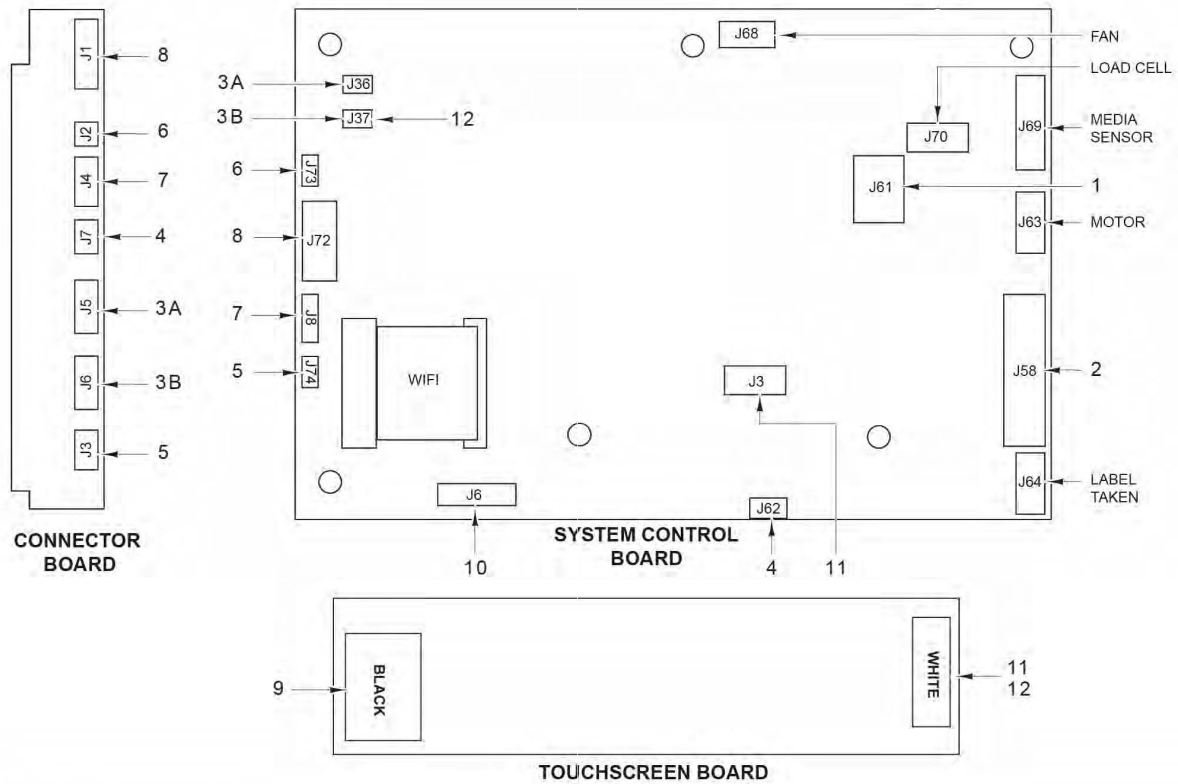 J1
8
J2
6
J4
7
J7
4
J5
3A
J6
3B
J3
5
CONNECTOR
BOARD
J68
FAN
LOAD CELL
3A
J36
3B
J37
12
J70
J69
MEDIA
SENSOR
6
J73
J61
1
8
J72
J63
MOTOR
7
J8
5
J74
WIFI
J3
J58
2
J6
J62
J64
LABEL
TAKEN
SYSTEM CONTROL
BOARD
10
4
11
9
BLACK
WHITE
11
12
TOUCHSCREEN BOARD